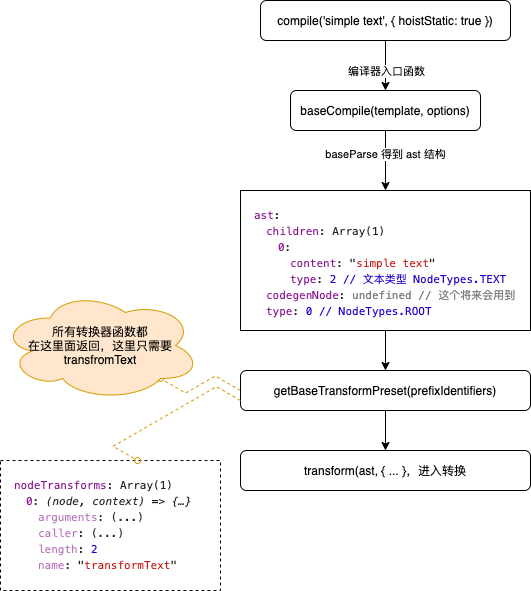 compile('simple text', { hoistStatic: true })
编译器入口函数
baseCompile(template, options)
baseParse 得到 ast 结构
ast:
children: Array(1)
0:
content: "simple text"
type: 2 // 文本类型 NodeTypes.TEXT
codegenNode: undefined // 这个将来会用到
type: 0 // NodeTypes.ROOT
所有转换器函数都
在这里面返回，这里只需要
transfromText
getBaseTransformPreset(prefixIdentifiers)
transform(ast, { ... }，进入转换
nodeTransforms: Array(1)
0: (node, context) => {…}
arguments: (...)
caller: (...)
length: 2
name: "transformText"